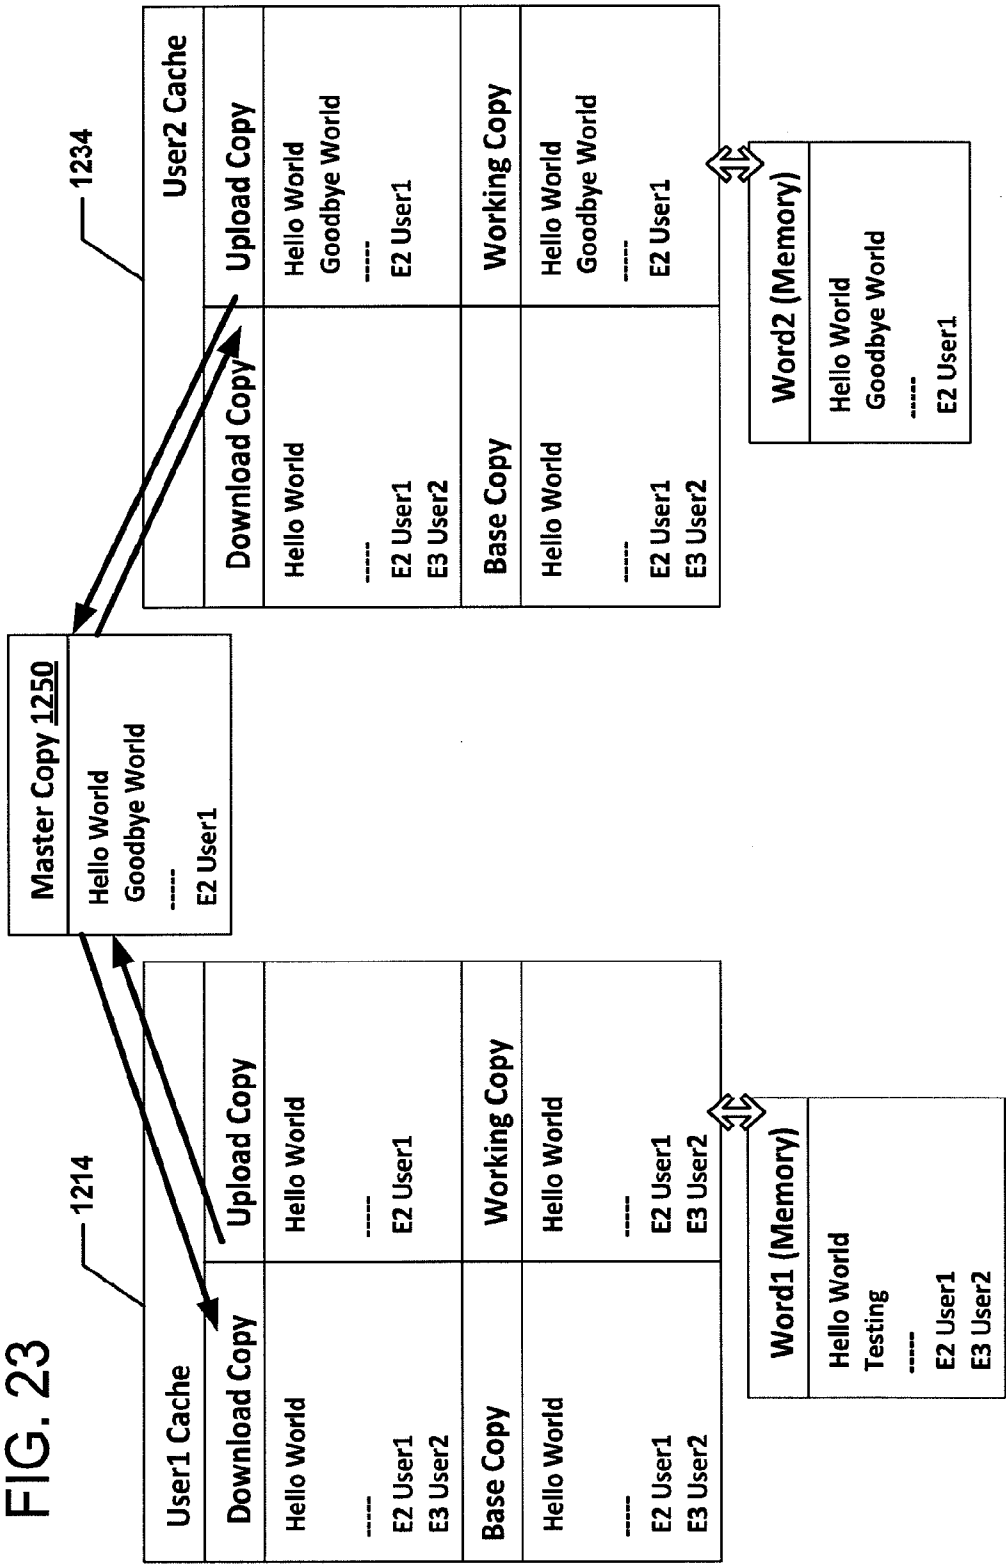 FIG. 23
Master Copy 1250
Hello World
Goodbye World
-----
E2 User1
1214
User1 Cache
Download Copy
Hello World
-----
E2 User1
E3 User2
Upload Copy
Hello World
-----
E2 User1
Base Copy
Hello World
-----
E2 User1
E3 User2
Working Copy
Hello World
-----
E2 User1
E3 User2
Word1 (Memory)
Hello World
Testing
-----
E2 User1
E3 User2
1234
User2 Cache
Download Copy
Hello World
-----
E2 User1
E3 User2
Upload Copy
Hello World
Goodbye World
-----
E2 User1
Base Copy
Hello World
-----
E2 User1
E3 User2
Working Copy
Hello World
Goodbye World
-----
E2 User1
Word2 (Memory)
Hello World
Goodbye World
-----
E2 User1